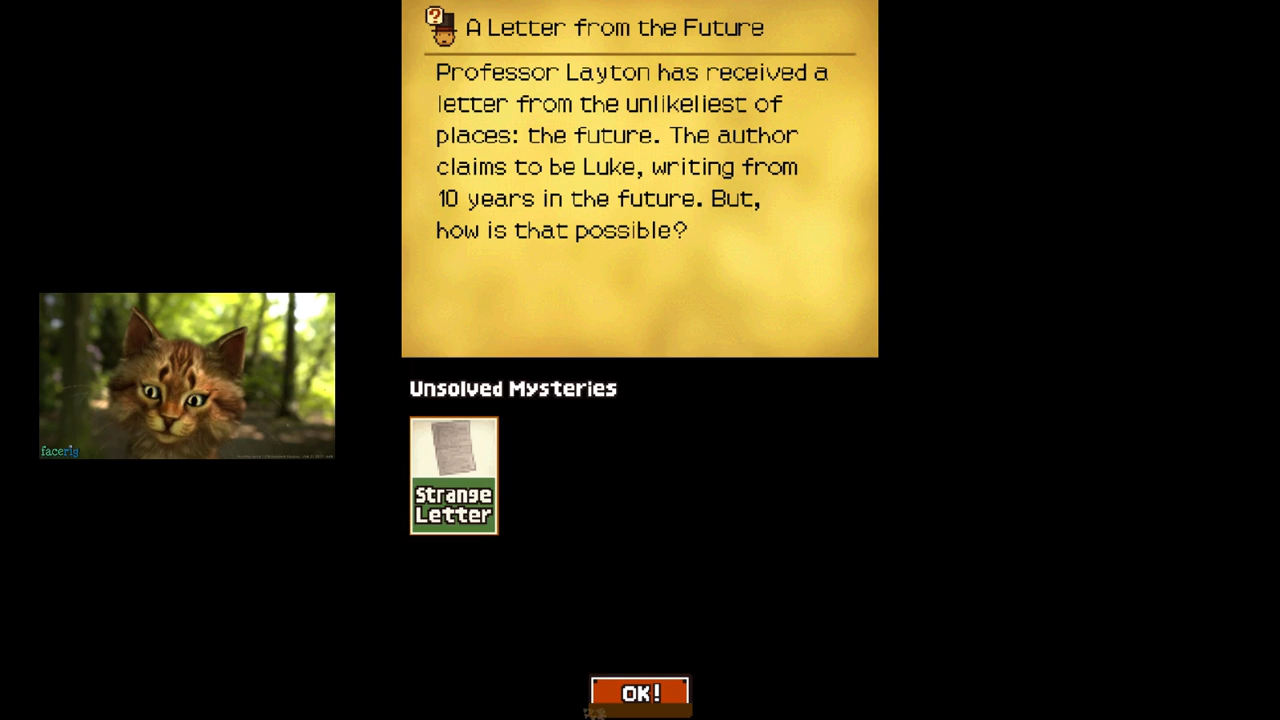 A Letter from the Future
Professor Layton has received a
letter from the unlikeliest of
places: the future. The author
claims to be Luke, writing from
10 years in the future. But,
how is that possible?
Unsolved Mysteries
Strange
Letter
facerig
OK!